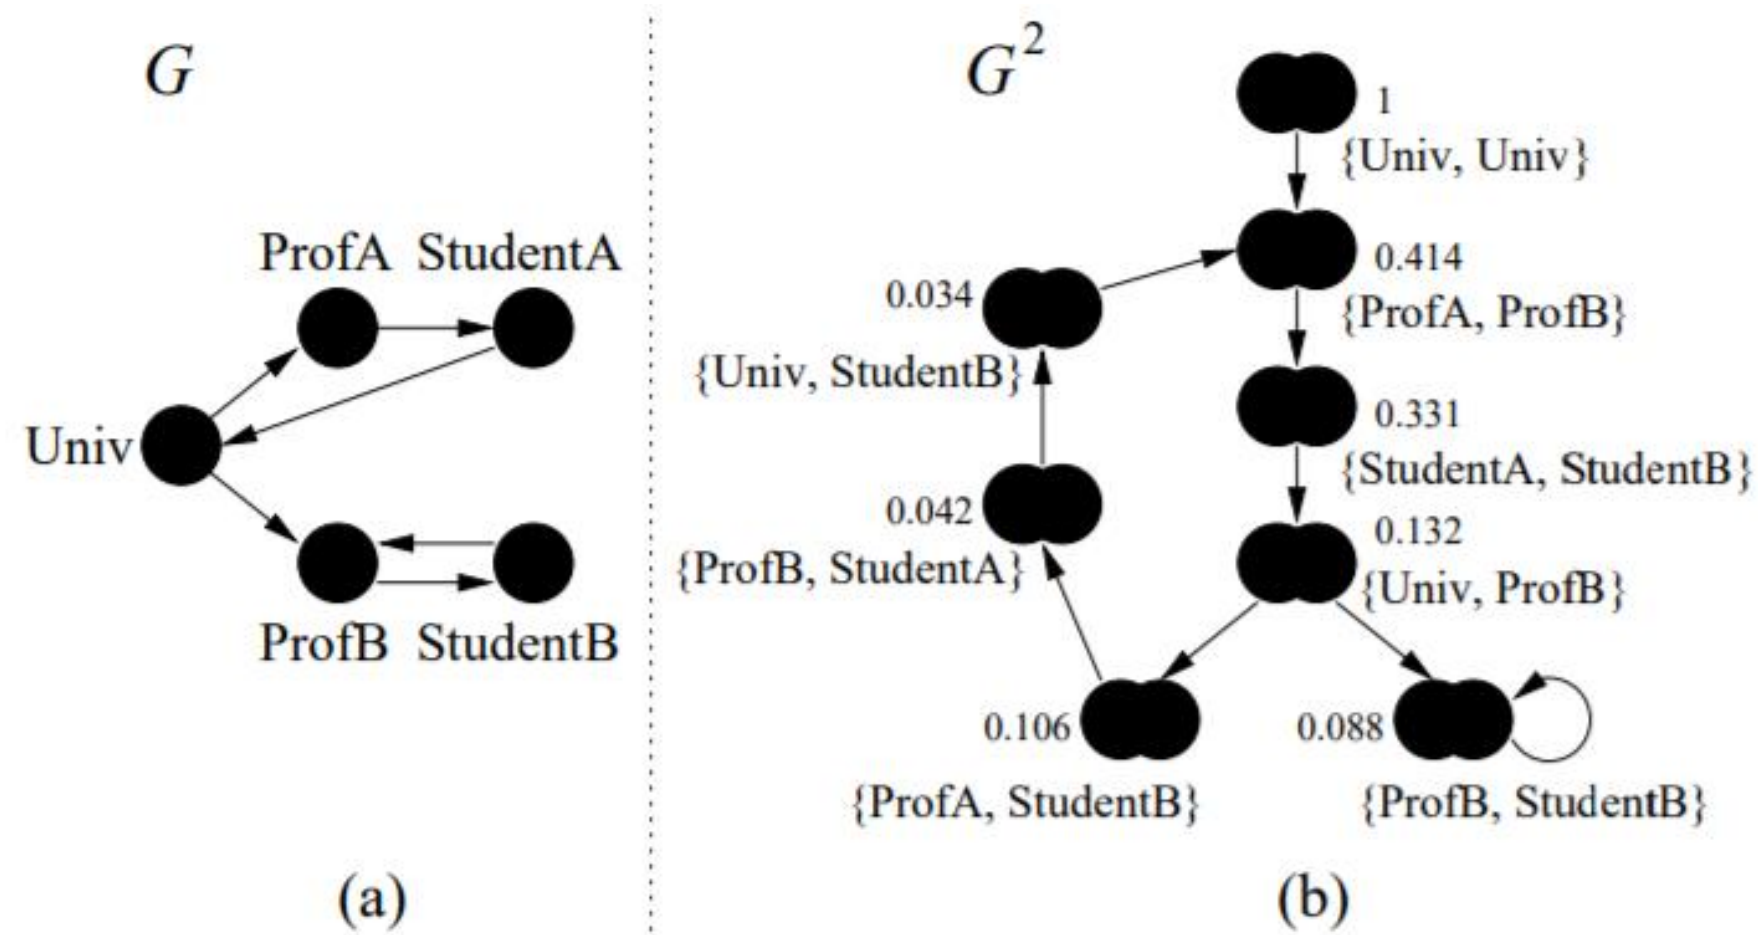 G
ProfA StudentA
Univ
ProfB StudentB
(a)
G²
1
{Univ, Univ}
0.414
{ProfA, ProfB}
0.034
{Univ, StudentB}
0.331
{StudentA, StudentB}
0.042
{ProfB, StudentA}
0.132
{Univ, ProfB}
0.106
{ProfA, StudentB}
0.088
{ProfB, StudentB}
(b)